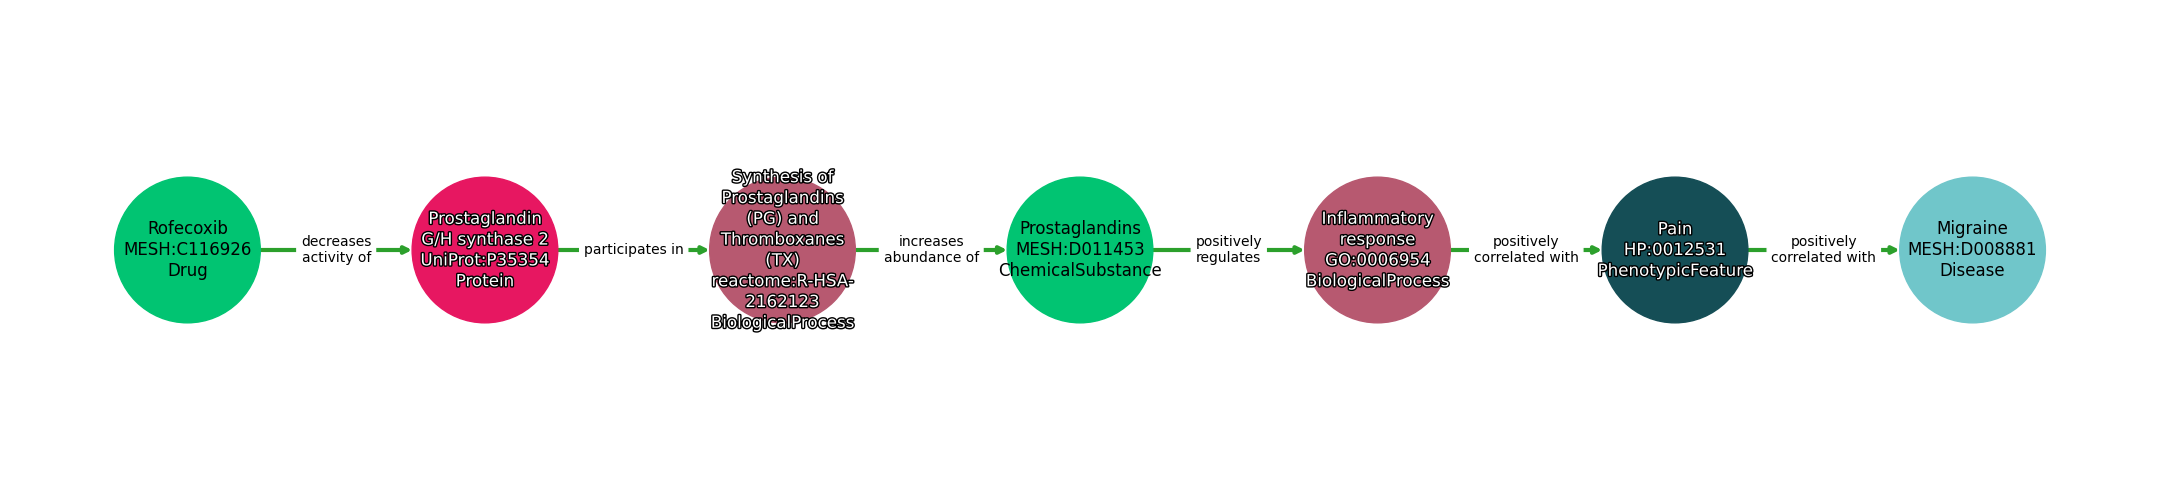 Rofecoxib
MESH:C116926
Drug
decreases
activity of
Prostaglandin
G/H synthase 2
UniProt:P35354
Protein
participates in
Synthesis of
Prostaglandins
(PG) and
Thromboxanes
(TX)
reactome:R-HSA-
2162123
BiologicalProcess
increases
abundance of
Prostaglandins
MESH:D011453
ChemicalSubstance
positively
regulates
Inflammatory
response
GO:0006954
BiologicalProcess
positively
correlated with
Pain
HP:0012531
PhenotypicFeature
positively
correlated with
Migraine
MESH:D008881
Disease